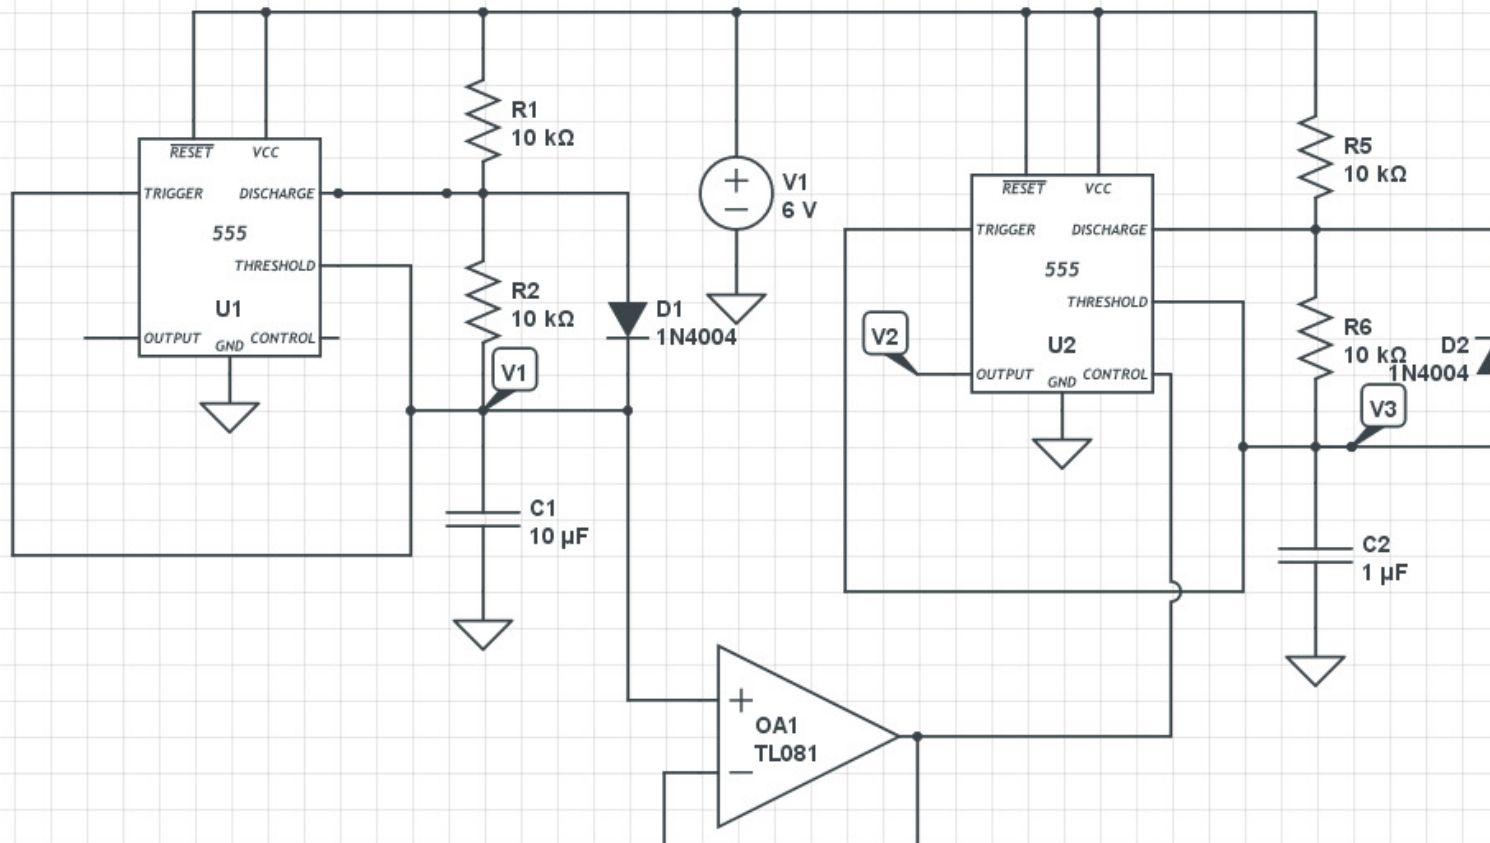 R1
10 kΩ
R5
10 kΩ
RESET
VCC
TRIGGER
DISCHARGE
555
THRESHOLD
U1
OUTPUT
GND
CONTROL
V1
6 V
RESET
VCC
TRIGGER
DISCHARGE
555
THRESHOLD
U2
OUTPUT
GND
CONTROL
R2
10 kΩ
D1
1N4004
V1
V2
R6
10 kΩ
D2
1N4004
V3
C1
10 µF
C2
1 µF
+
OA1
TL081
−